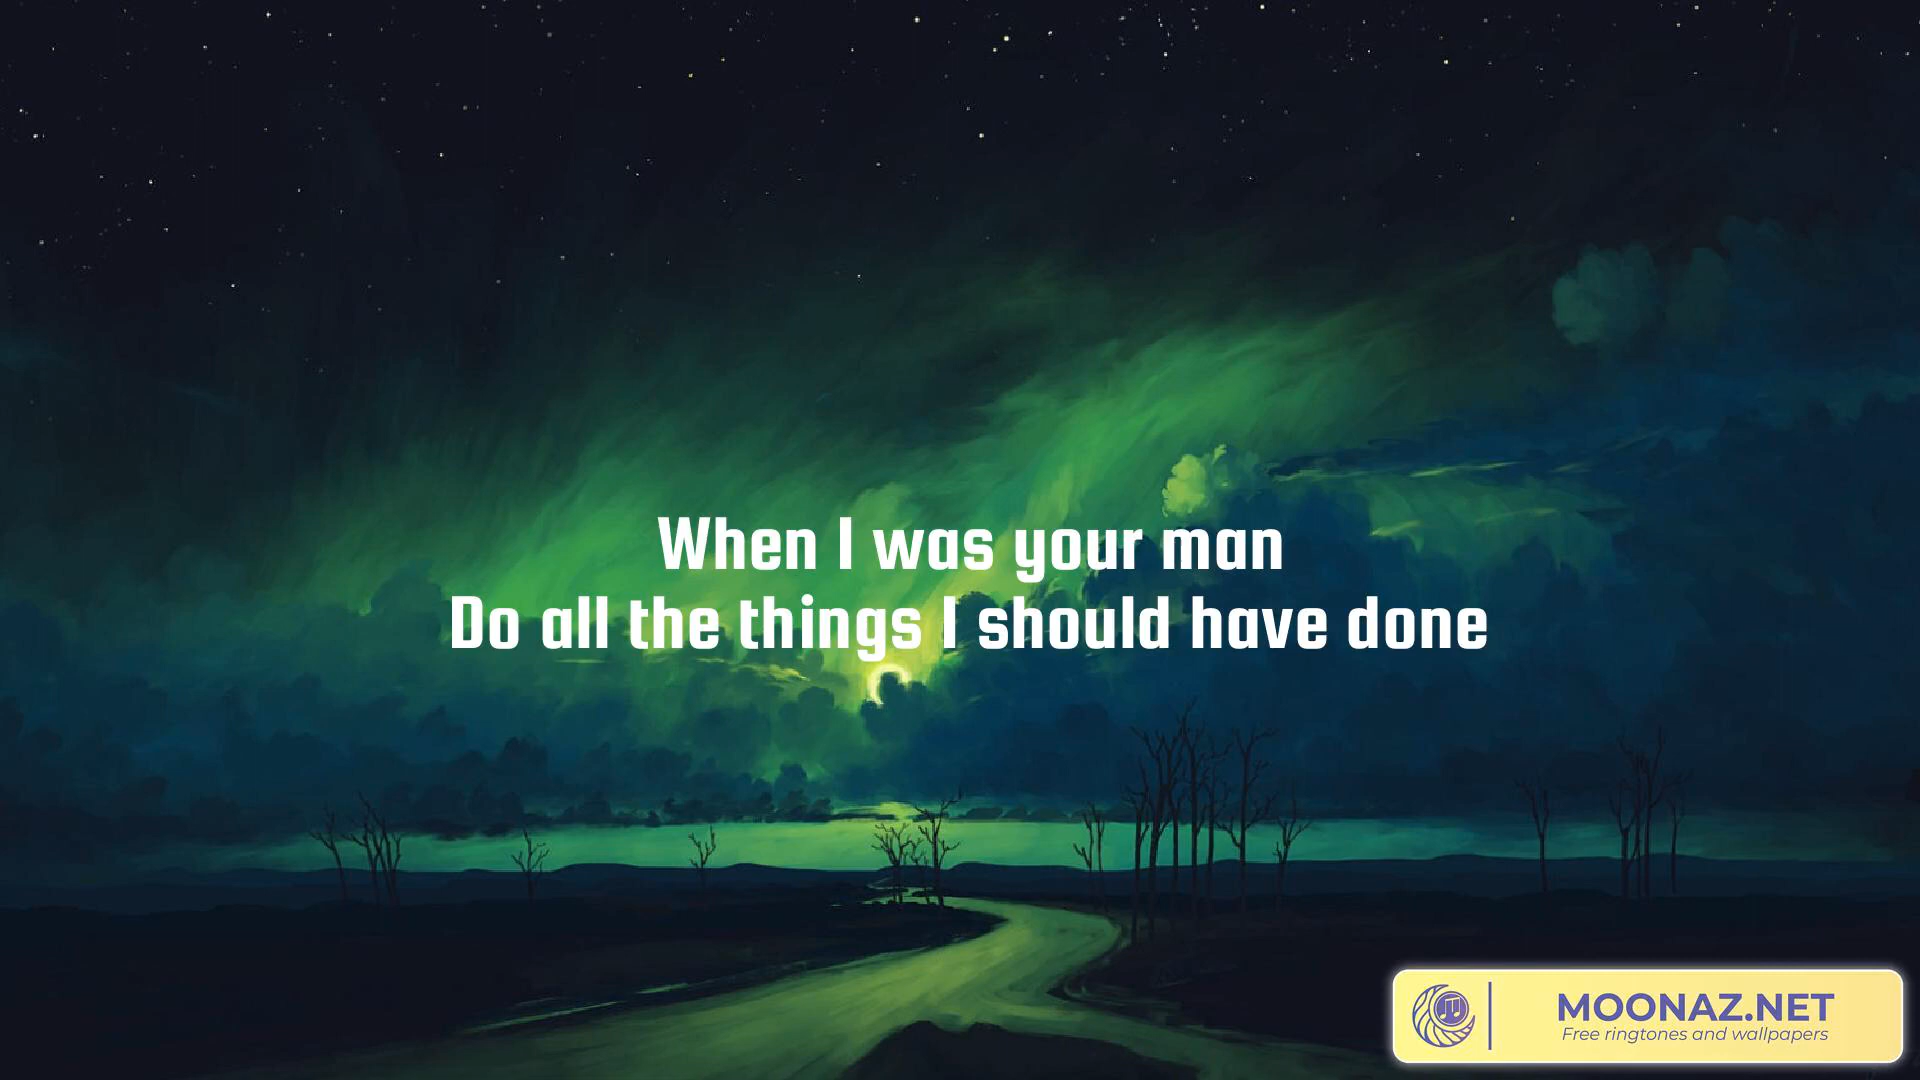 When I was your man
Do all the things I should have done
MOONAZ.NET
Free ringtones and wallpapers